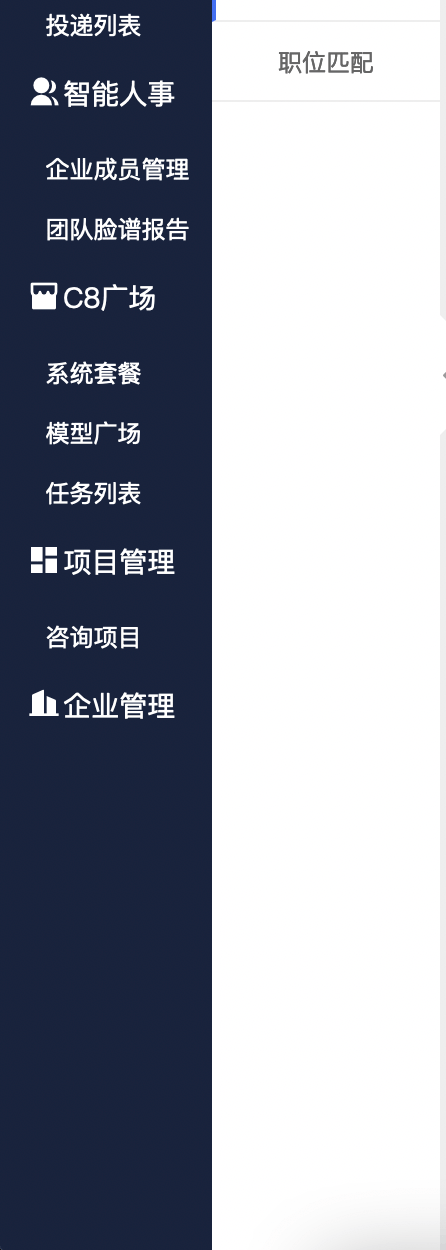 投递列表
智能人事
职位匹配
企业成员管理
团队脸谱报告
C8广场
系统套餐
模型广场
任务列表
项目管理
咨询项目
企业管理